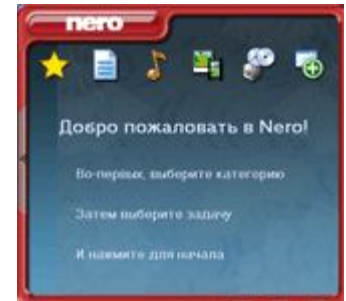 nero
Добро пожаловать в Nero!
Во-первых, выберите категорию
Затем выберите задачу
И нажмите для начала